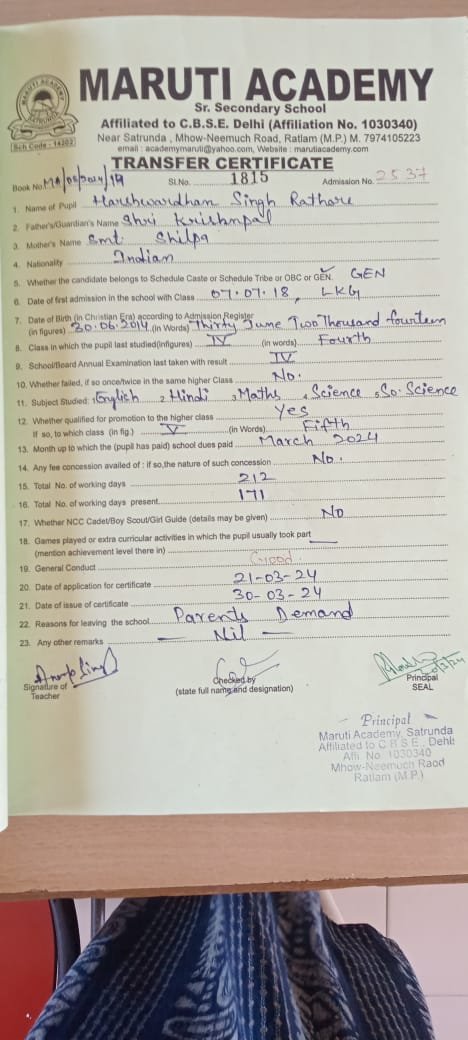 MARUTI ACADEMY
Sr. Secondary School
Affiliated to C.B.S.E. Delhi (Affiliation No. 1030340)
Near Satrunda , Mhow-Neemuch Road, Ratlam (M.P.) M. 7974105223
email : academymaruti@yahoo.com, Website : marutiacademy.com
Sch Code - 14202
TRANSFER CERTIFICATE
Book No. MA/05/2014/19 Sl.No. 1815 Admission No. 2537
1. Name of Pupil Harshwardhan Singh Rathore
2. Father's/Guardian's Name Shri Krishnpal
3. Mother's Name Smt. Shilpa
4. Nationality Indian
5. Whether the candidate belongs to Schedule Caste or Schedule Tribe or OBC or GEN. GEN
6. Date of first admission in the school with Class 07.07.18, LKG
7. Date of Birth (in Christian Era) according to Admission Register
(in figures) 30.06.2014 (in Words) Thirty June Two Thousand fourteen
8. Class in which the pupil last studied(infigures) IV (in words) Fourth
9. School/Board Annual Examination last taken with result IV
10. Whether failed, if so once/twice in the same higher Class No.
11. Subject Studied : English 2 Hindi 3 Maths 4 Science 5 So. Science
12. Whether qualified for promotion to the higher class Yes
If so, to which class (in fig.) V (in Words) Fifth
13. Month up to which the (pupil has paid) school dues paid March 2024
14. Any fee concession availed of : if so,the nature of such concession No.
15. Total No. of working days 212
16. Total No. of working days present 171
17. Whether NCC Cadet/Boy Scout/Girl Guide (details may be given) No
18. Games played or extra curricular activities in which the pupil usually took part —
(mention achievement level there in)
19. General Conduct Good
20. Date of application for certificate 21-03-24
21. Date of issue of certificate 30-03-24
22. Reasons for leaving the school Parents Demand
23. Any other remarks — Nil —
Signature of Teacher
Checked by
(state full name and designation)
Principal
SEAL
Principal
Maruti Academy, Satrunda
Affiliated to C.B.S.E., Dehli
Affi. No. 1030340
Mhow-Neemuch Raod
Ratlam (M.P.)